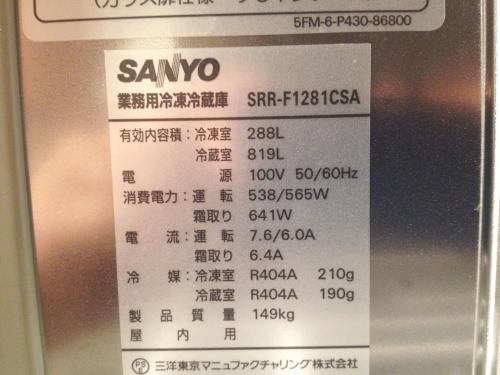 5FM-6-P430-86800
SANYO
業務用冷凍冷蔵庫 SRR-F1281CSA
有効内容積：冷凍室 288L
冷蔵室 819L
電 源 100V 50/60Hz
消費電力：運 転 538/565W
霜取り 641W
電 流：運 転 7.6/6.0A
霜取り 6.4A
冷 媒：冷凍室 R404A 210g
冷蔵室 R404A 190g
製 品 質 量 149kg
屋 内 用
PS E 三洋東京マニュファクチャリング株式会社